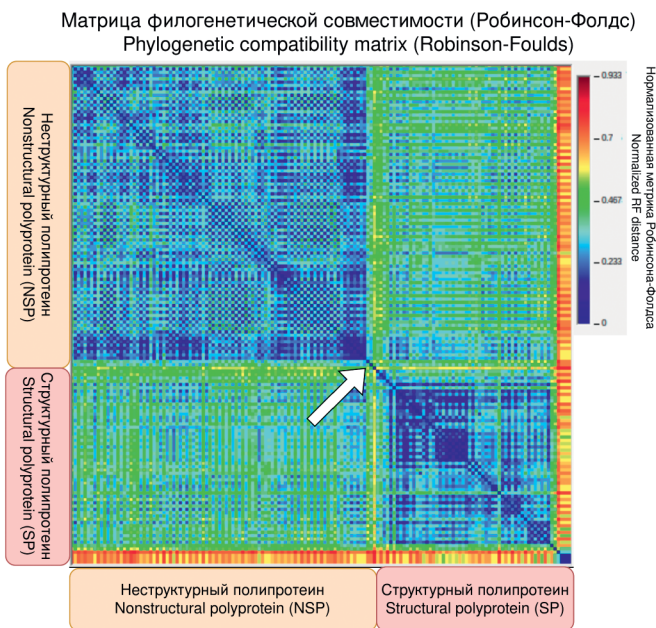 Матрица филогенетической совместимости (Робинсон-Фолдс)
Phylogenetic compatibility matrix (Robinson-Foulds)
Неструктурный полипротеин
Nonstructural polyprotein (NSP)
Структурный полипротеин
Structural polyprotein (SP)
0.933
0.7
0.467
0.233
0
Нормализованная метрика Робинсона-Фолдса
Normalized RF distance
Неструктурный полипротеин
Nonstructural polyprotein (NSP)
Структурный полипротеин
Structural polyprotein (SP)